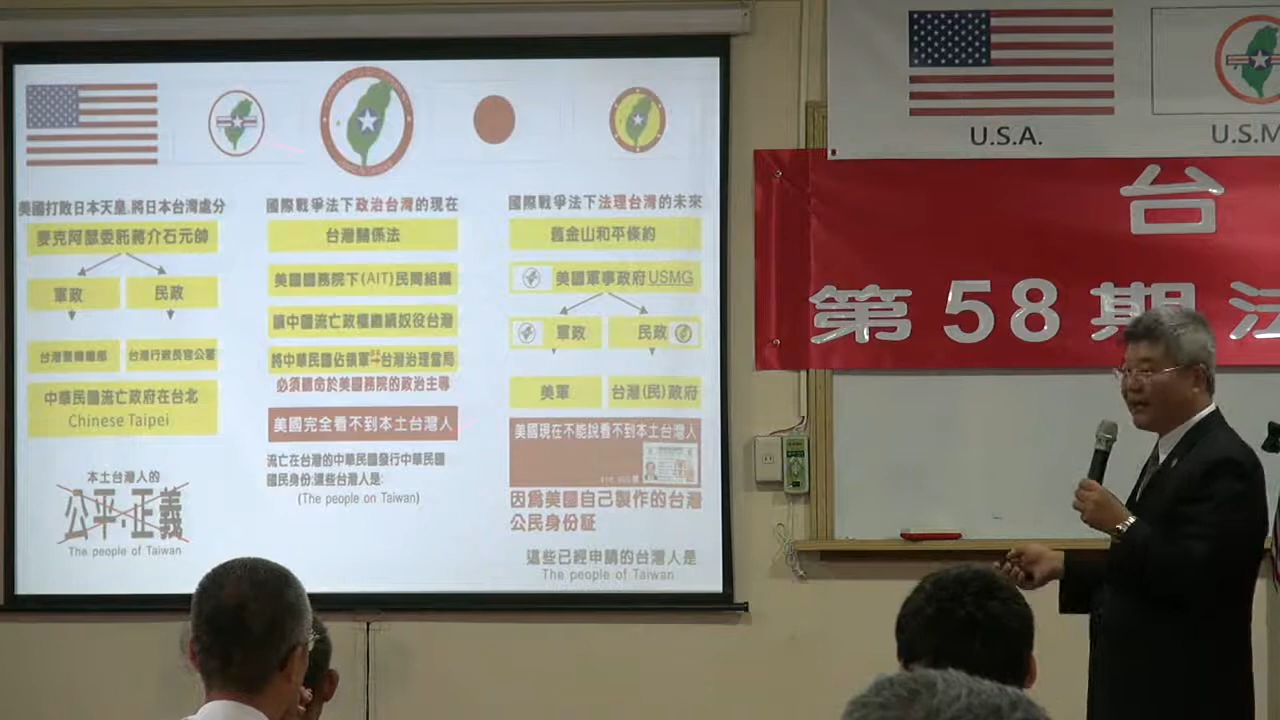 美國打敗日本天皇,將日本台灣處分
麥克阿瑟委託蔣介石元帥
軍政
民政
台灣警備總部
台灣行政長官公署
中華民國流亡政府在台北
Chinese Taipei
本土台灣人的
公平.正義
The people of Taiwan
國際戰爭法下政治台灣的現在
台灣關係法
美國國務院下(AIT)民間組織
讓中國流亡政權繼續奴役台灣
將中華民國佔領軍 台灣治理當局
必須聽命於美國務院的政治主導
美國完全看不到本土台灣人
流亡在台灣的中華民國發行中華民國
國民身份:這些台灣人是:
(The people on Taiwan)
國際戰爭法下法理台灣的未來
舊金山和平條約
美國軍事政府USMG
軍政
民政
美軍
台灣(民)政府
美國現在不能說看不到本土台灣人
因爲美國自己製作的台灣
公民身份証
這些已經申請的台灣人是
The people of Taiwan
U.S.A.
U.S.M
台
第58期法